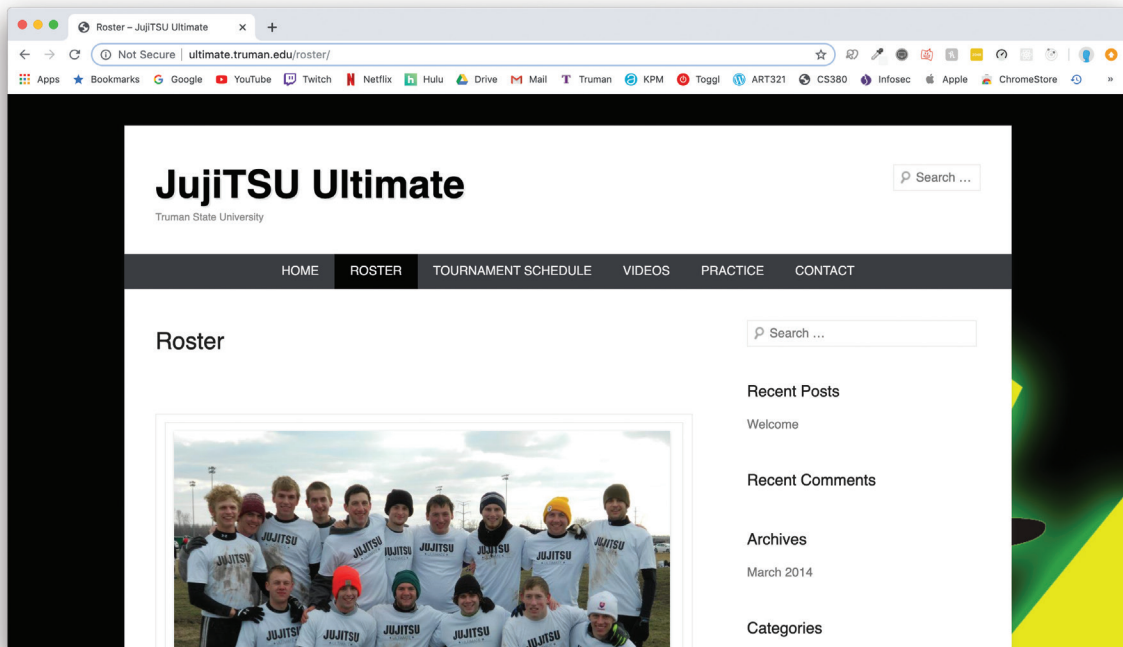 Roster – JujiTSU Ultimate
Not Secure | ultimate.truman.edu/roster/
Apps Bookmarks Google YouTube Twitch Netflix Hulu Drive Mail Truman KPM Toggl ART321 CS380 Infosec Apple ChromeStore »
JujiTSU Ultimate
Search …
Truman State University
HOME ROSTER TOURNAMENT SCHEDULE VIDEOS PRACTICE CONTACT
Roster
Search …
Recent Posts
Welcome
Recent Comments
Archives
March 2014
Categories
JUJITSU JUJITSU JUJITSU JUJITSU JUJITSU JUJITSU JUJITSU
JUJITSU JUJITSU JUJITSU JUJITSU JUJITSU